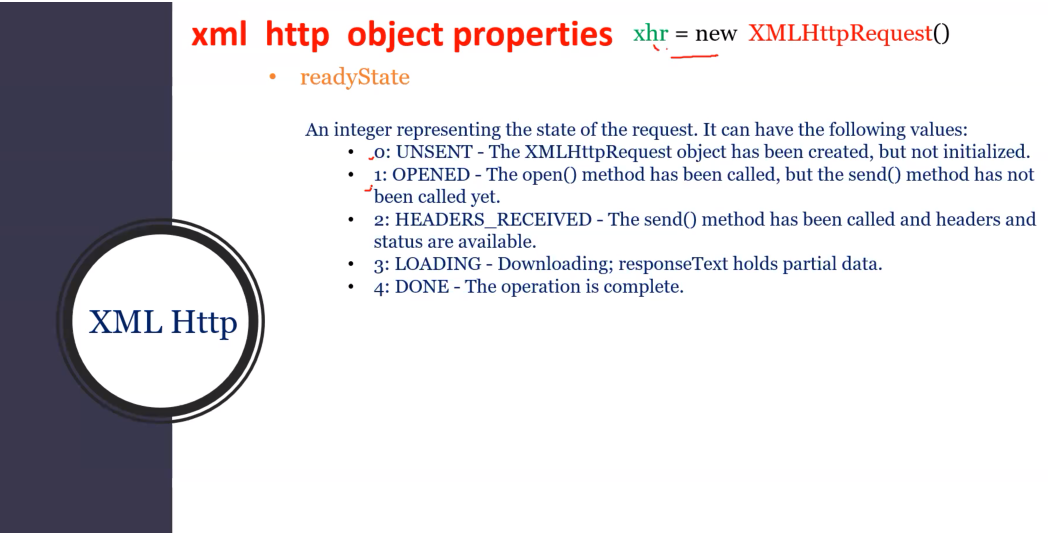 xml http object properties xhr = new XMLHttpRequest()
• readyState
An integer representing the state of the request. It can have the following values:
• 0: UNSENT - The XMLHttpRequest object has been created, but not initialized.
• 1: OPENED - The open() method has been called, but the send() method has not
been called yet.
• 2: HEADERS_RECEIVED - The send() method has been called and headers and
status are available.
• 3: LOADING - Downloading; responseText holds partial data.
• 4: DONE - The operation is complete.
XML Http